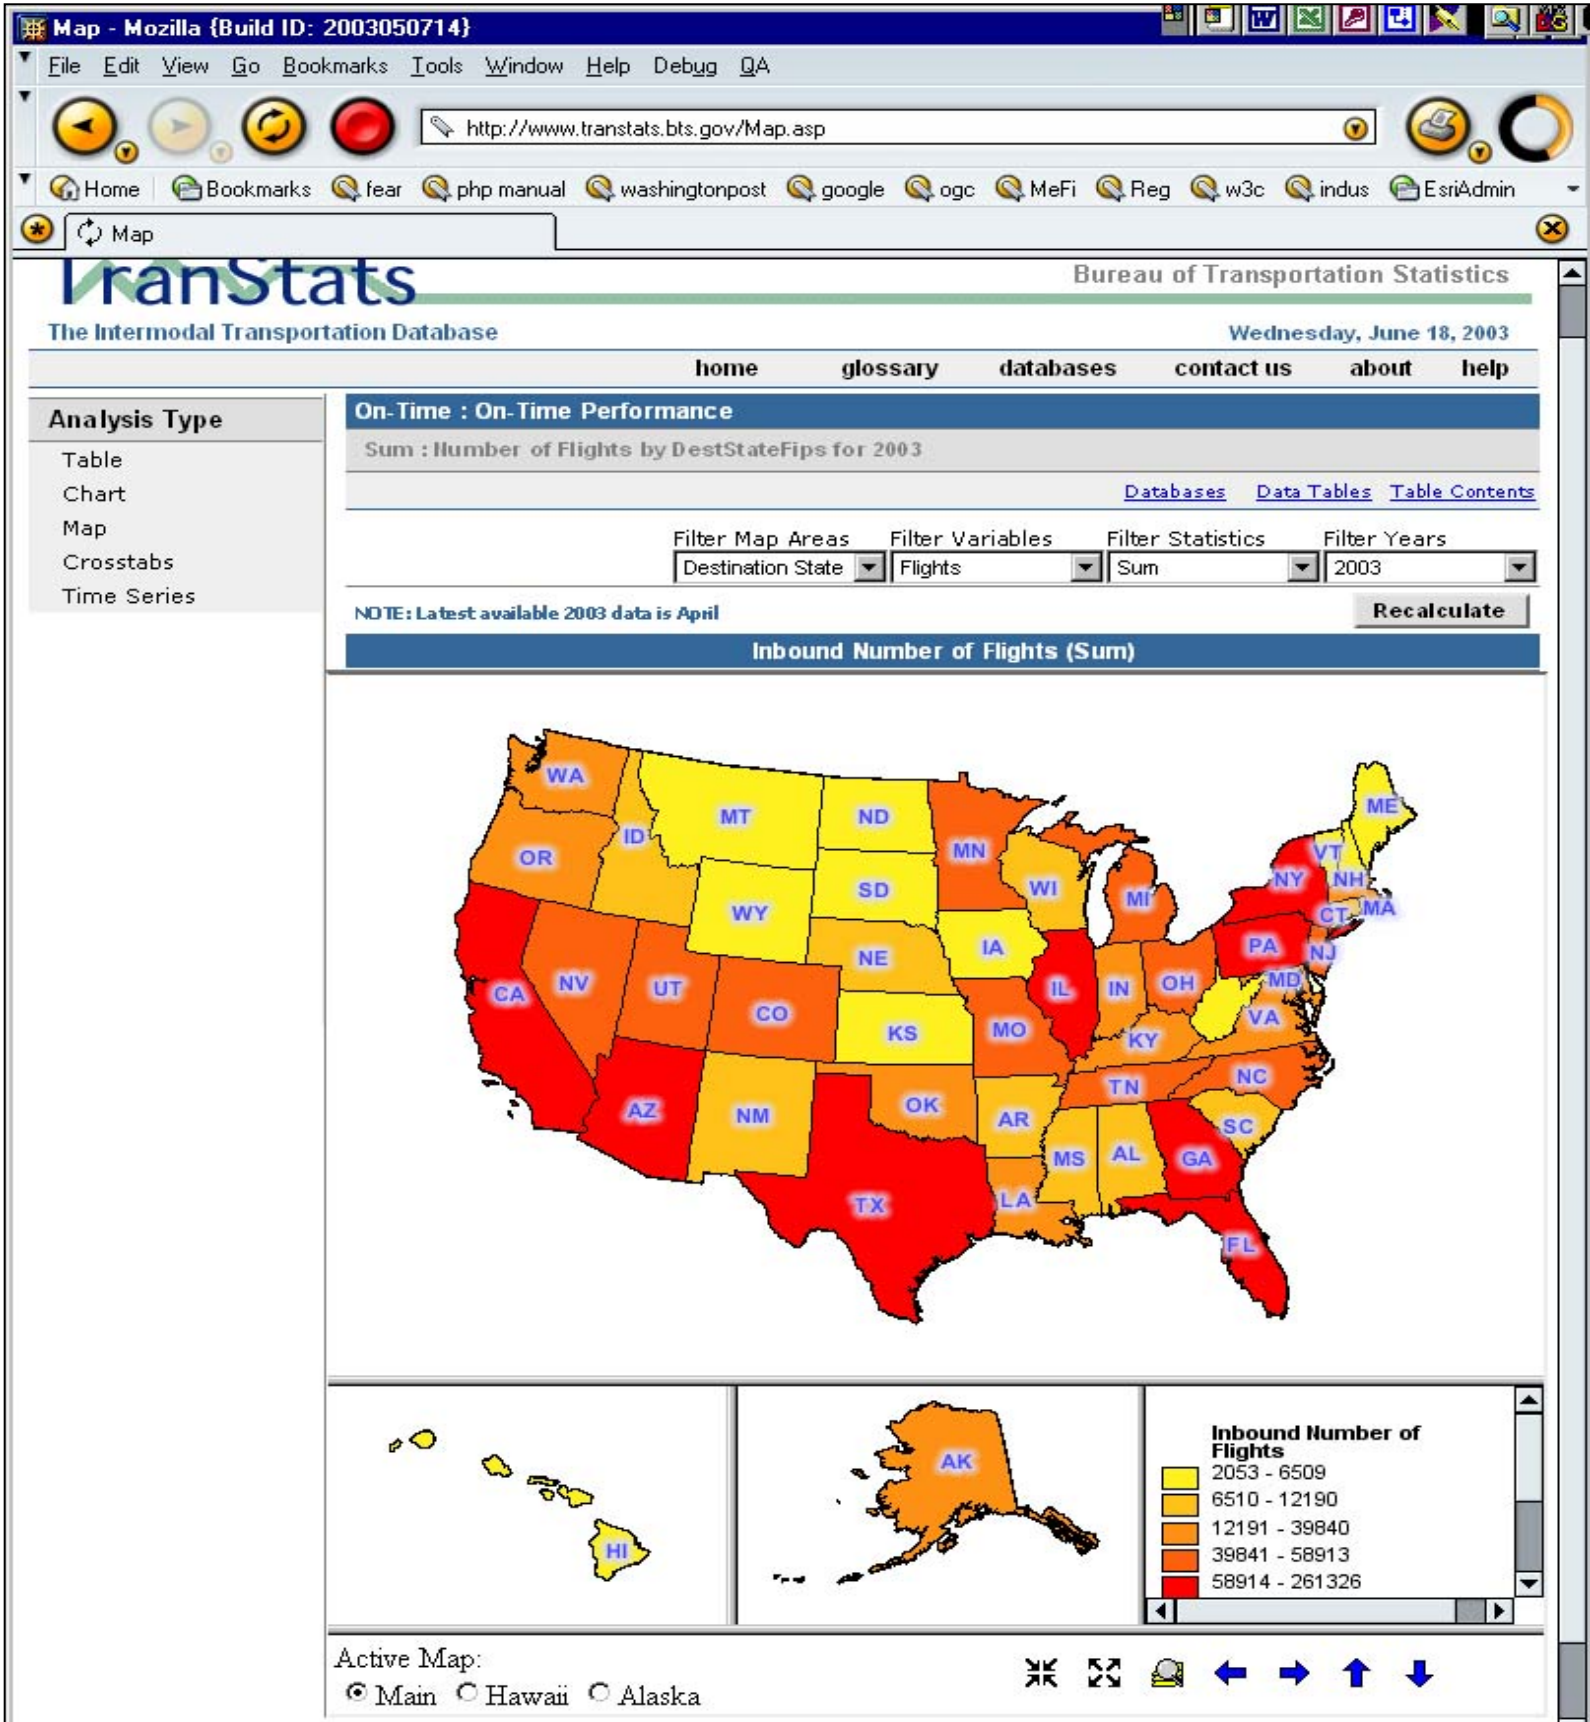 Map - Mozilla {Build ID: 2003050714}
File Edit View Go Bookmarks Tools Window Help Debug QA
http://www.transtats.bts.gov/Map.asp
Home Bookmarks fear php manual washingtonpost google ogc MeFi Reg w3c indus EsriAdmin
Map
TranStats
Bureau of Transportation Statistics
The Intermodal Transportation Database
Wednesday, June 18, 2003
home glossary databases contact us about help
Analysis Type
Table
Chart
Map
Crosstabs
Time Series
On-Time : On-Time Performance
Sum : Number of Flights by DestStateFips for 2003
Databases Data Tables Table Contents
Filter Map Areas Filter Variables Filter Statistics Filter Years
Destination State Flights Sum 2003
NOTE: Latest available 2003 data is April
Recalculate
Inbound Number of Flights (Sum)
WA
MT
ND
ME
ID
OR
MN
VT
NY
NH
WI
SD
MI
WY
CT
MA
IA
PA
NJ
NE
NV
UT
CA
IL
IN
OH
MD
CO
VA
KS
MO
KY
NC
TN
AZ
NM
OK
AR
SC
MS
AL
GA
TX
LA
FL
HI
AK
Inbound Number of
Flights
2053 - 6509
6510 - 12190
12191 - 39840
39841 - 58913
58914 - 261326
Active Map:
Main Hawaii Alaska